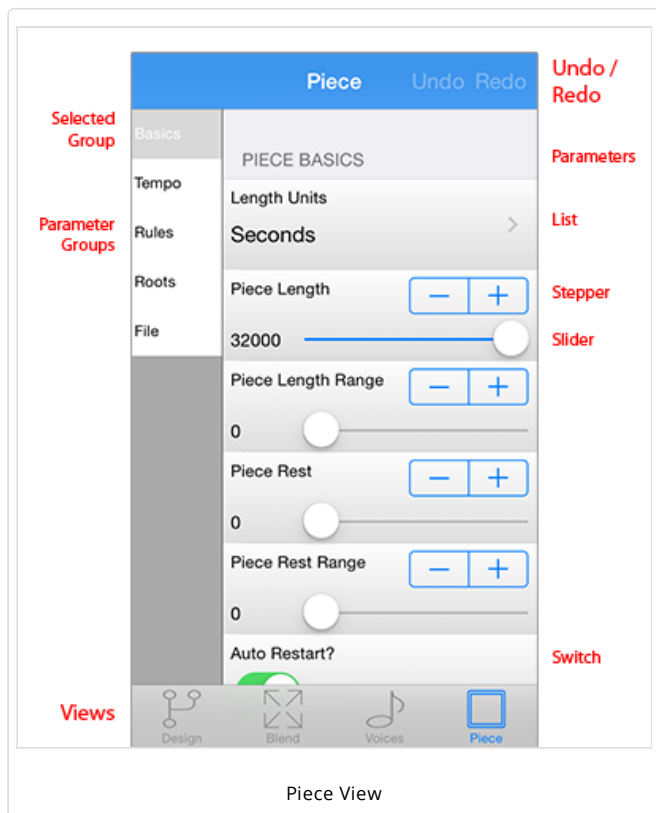 Piece
Undo Redo
Undo /
Redo
Selected
Group
Basics
PIECE BASICS
Parameters
Tempo
Length Units
Seconds
List
Parameter
Groups
Rules
Roots
Piece Length
Stepper
File
32000
Slider
Piece Length Range
0
Piece Rest
0
Piece Rest Range
0
Auto Restart?
Switch
Views
Design
Blend
Voices
Piece
Piece View